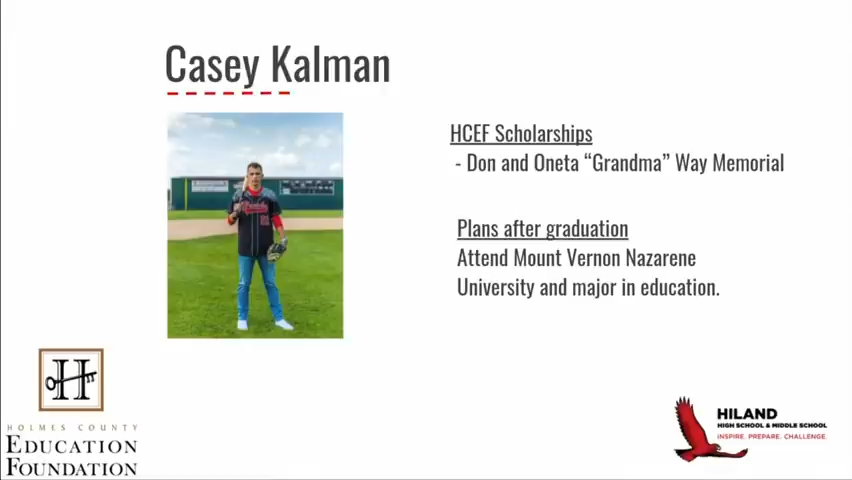 Casey Kalman
HCEF Scholarships
- Don and Oneta “Grandma” Way Memorial
Plans after graduation
Attend Mount Vernon Nazarene
University and major in education.
H
HOLMES COUNTY
EDUCATION
FOUNDATION
HILAND
HIGH SCHOOL & MIDDLE SCHOOL
INSPIRE. PREPARE. CHALLENGE.